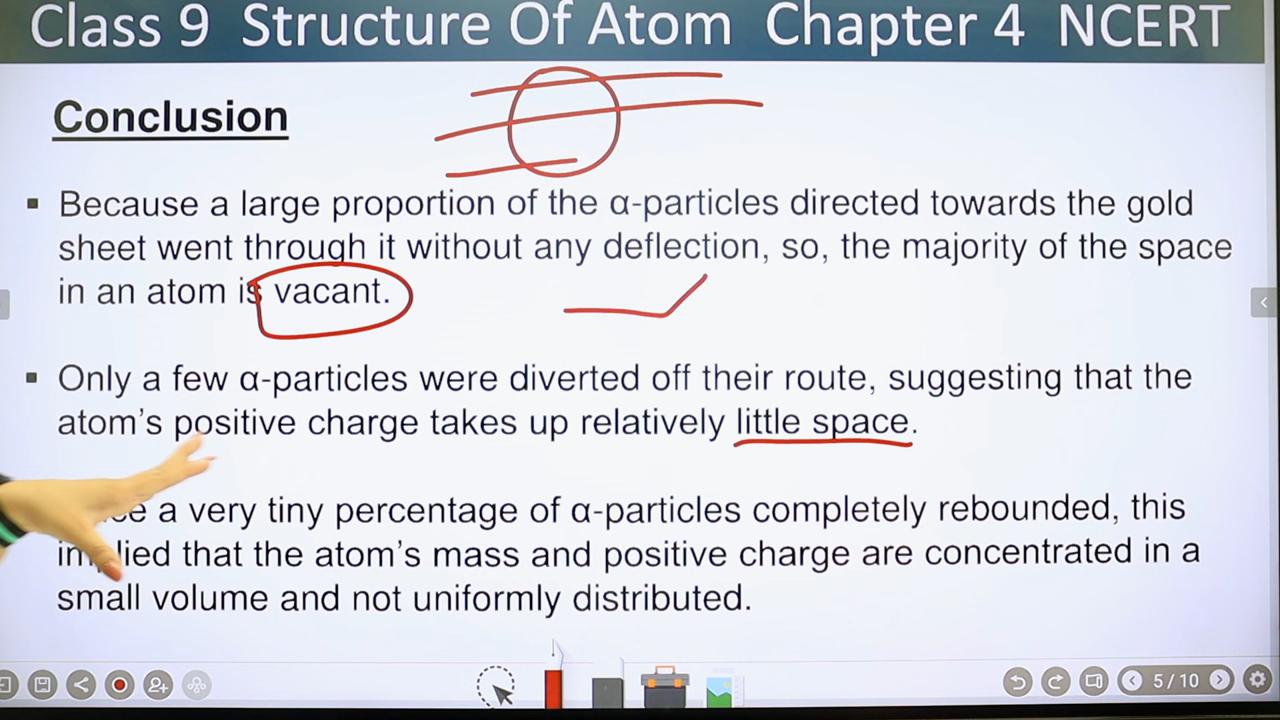 Class 9 Structure Of Atom Chapter 4 NCERT
Conclusion
▪ Because a large proportion of the α-particles directed towards the gold
sheet went through it without any deflection, so, the majority of the space
in an atom is vacant.
▪ Only a few α-particles were diverted off their route, suggesting that the
atom's positive charge takes up relatively little space.
a very tiny percentage of α-particles completely rebounded, this
that the atom's mass and positive charge are concentrated in a
small volume and not uniformly distributed.
5/10